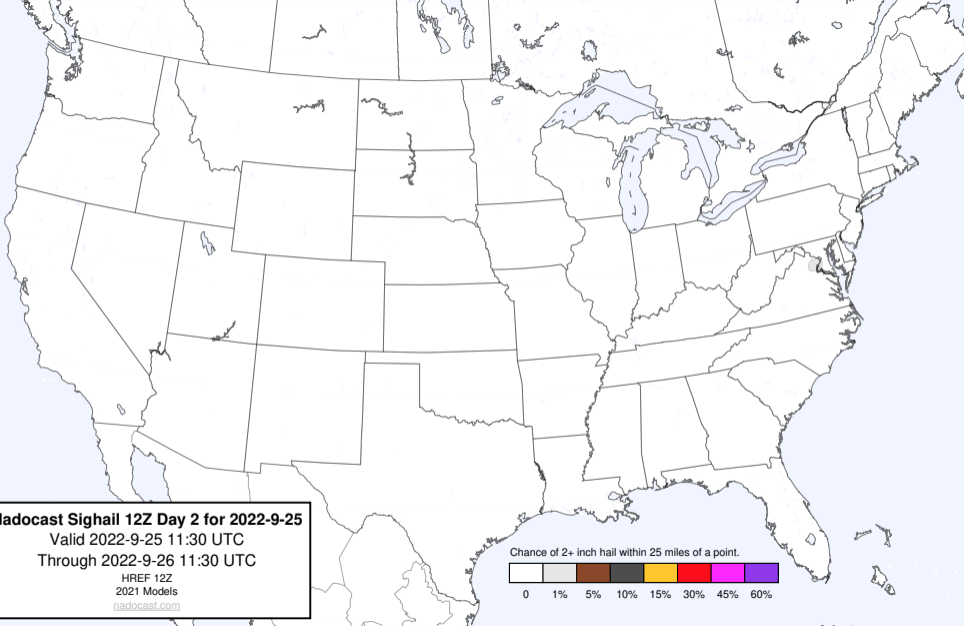 Nadocast Sighail 12Z Day 2 for 2022-9-25
Valid 2022-9-25 11:30 UTC
Through 2022-9-26 11:30 UTC
HREF 12Z
2021 Models
nadocast.com
Chance of 2+ inch hail within 25 miles of a point.
0 1% 5% 10% 15% 30% 45% 60%